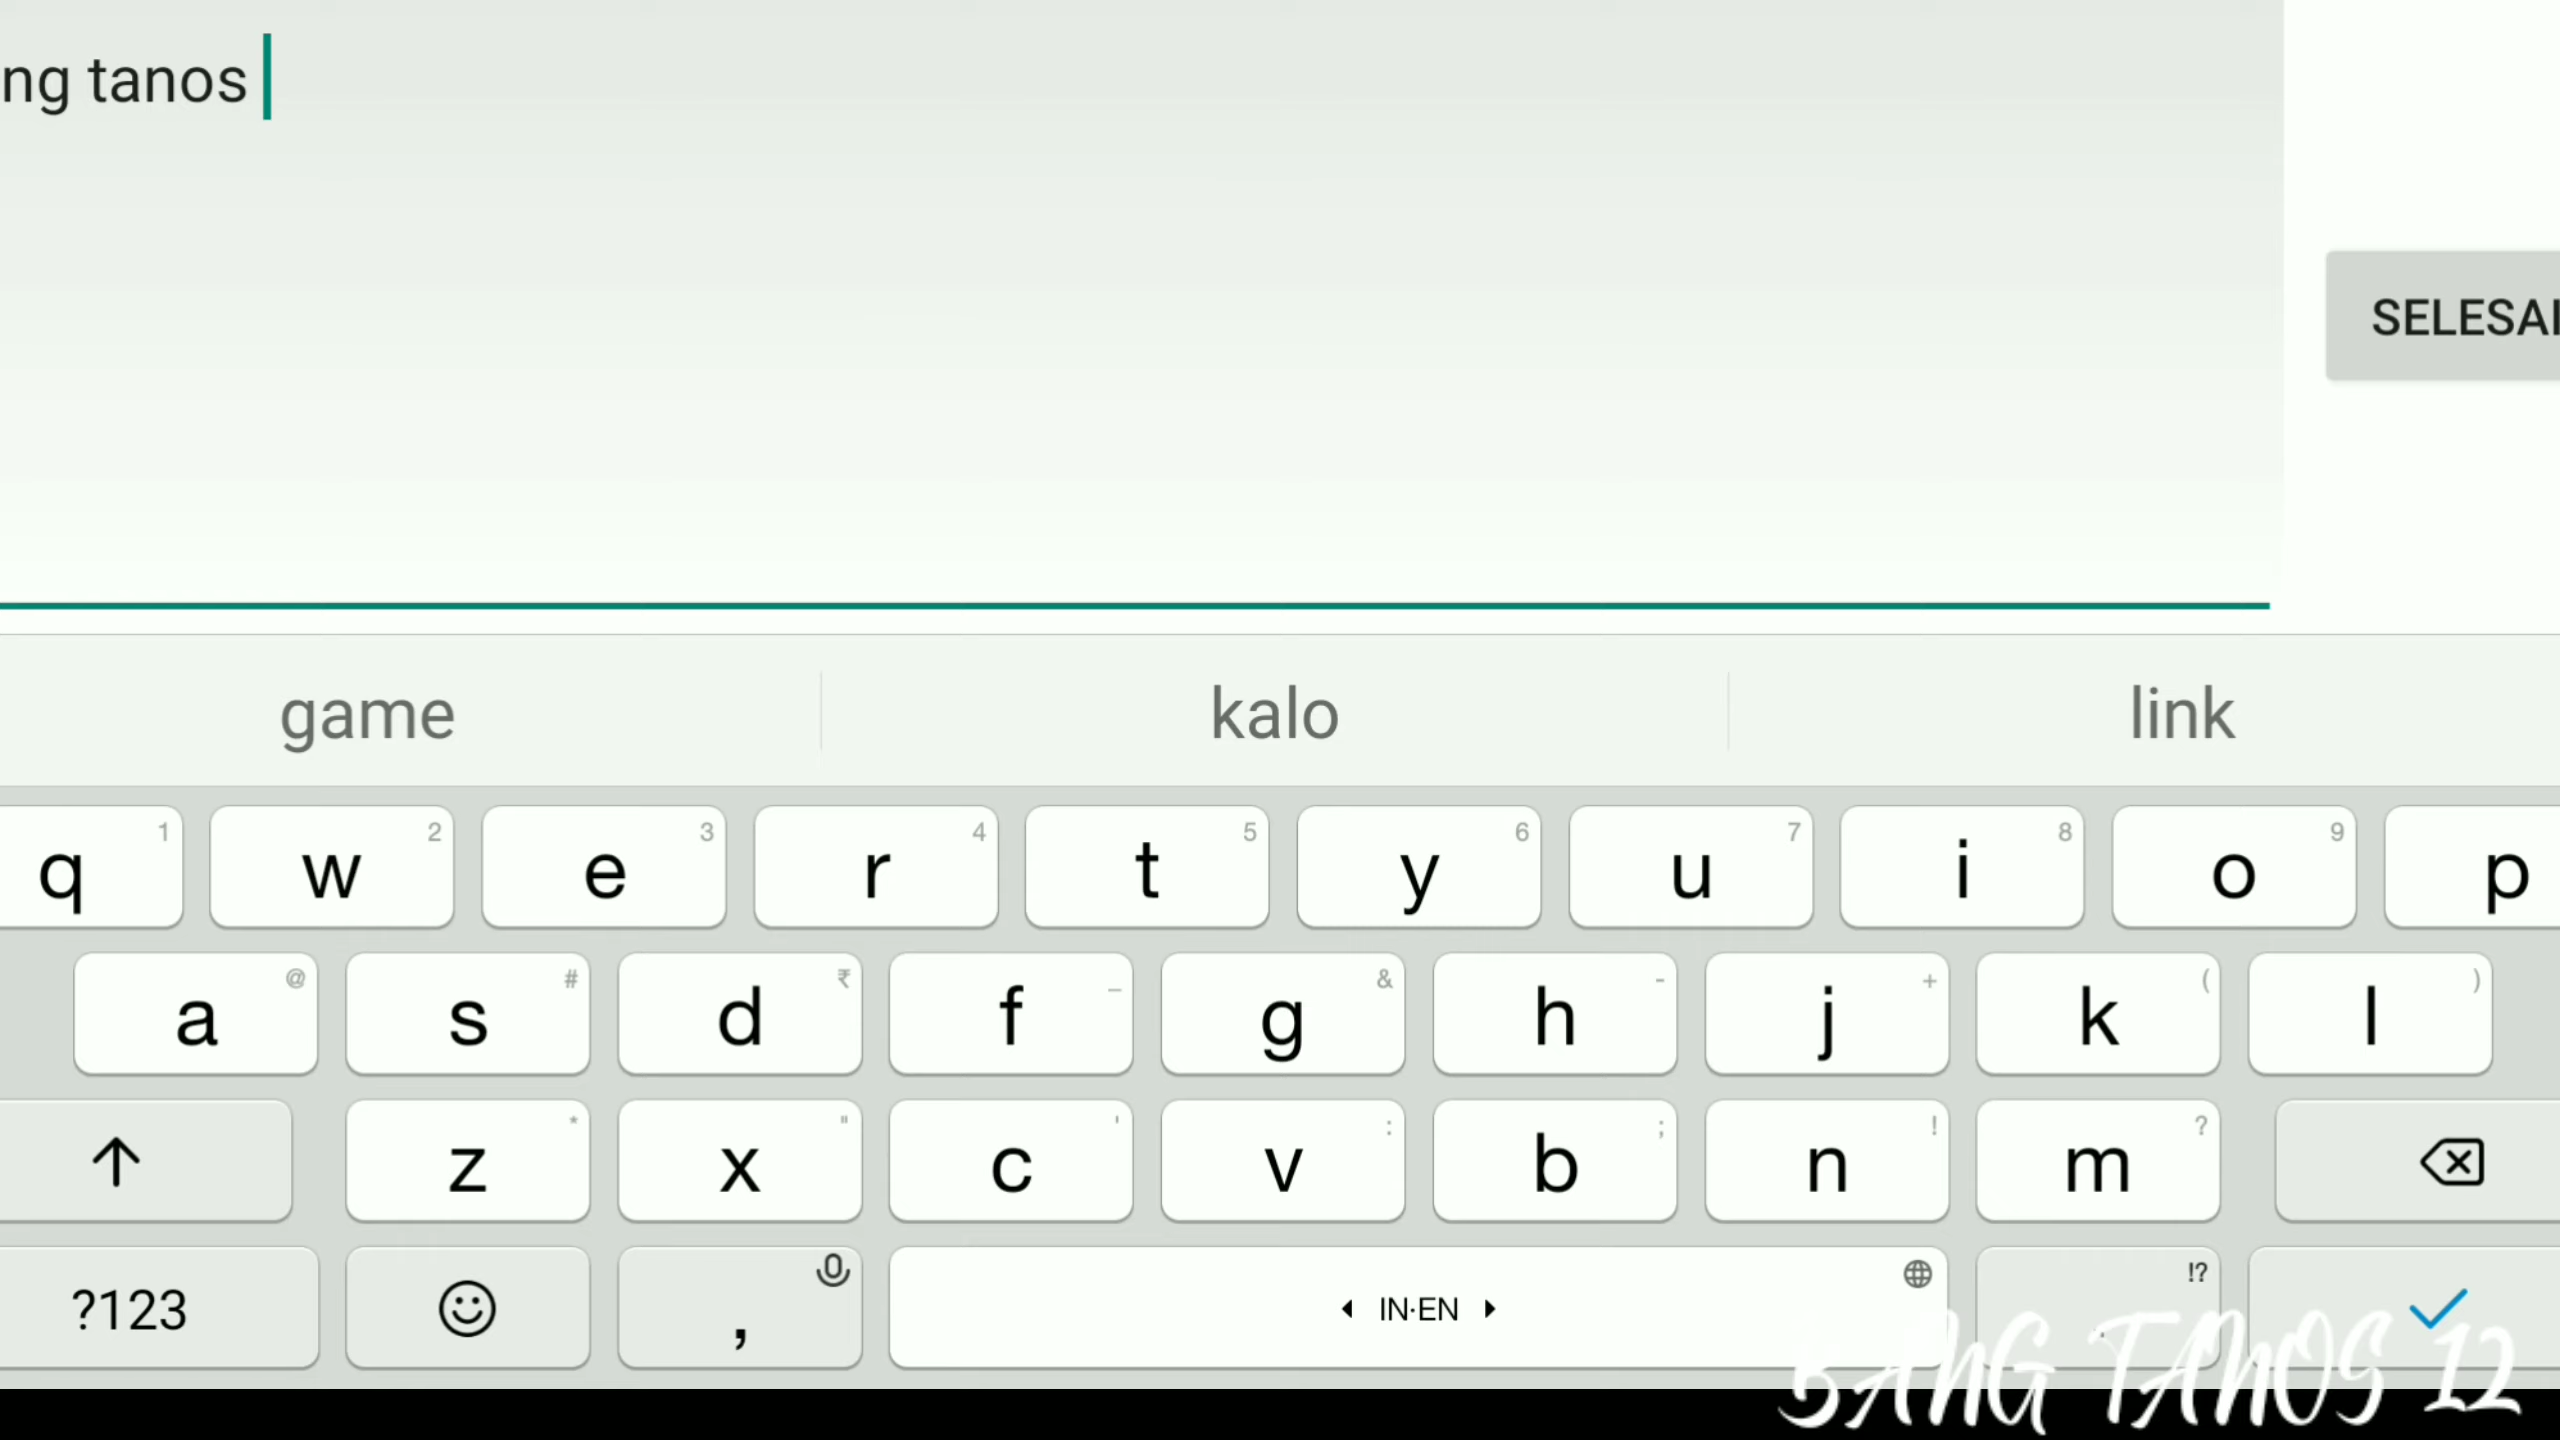 ng tanos
SELESAI
game kalo link
q 1 w 2 e 3 r 4 t 5 y 6 u 7 i 8 o 9 p
a @ s # d ₹ f _ g & h - j + k ( l )
z * x " c ' v : b ; n ! m ?
?123 , IN·EN !? .
BANG TANOS 12